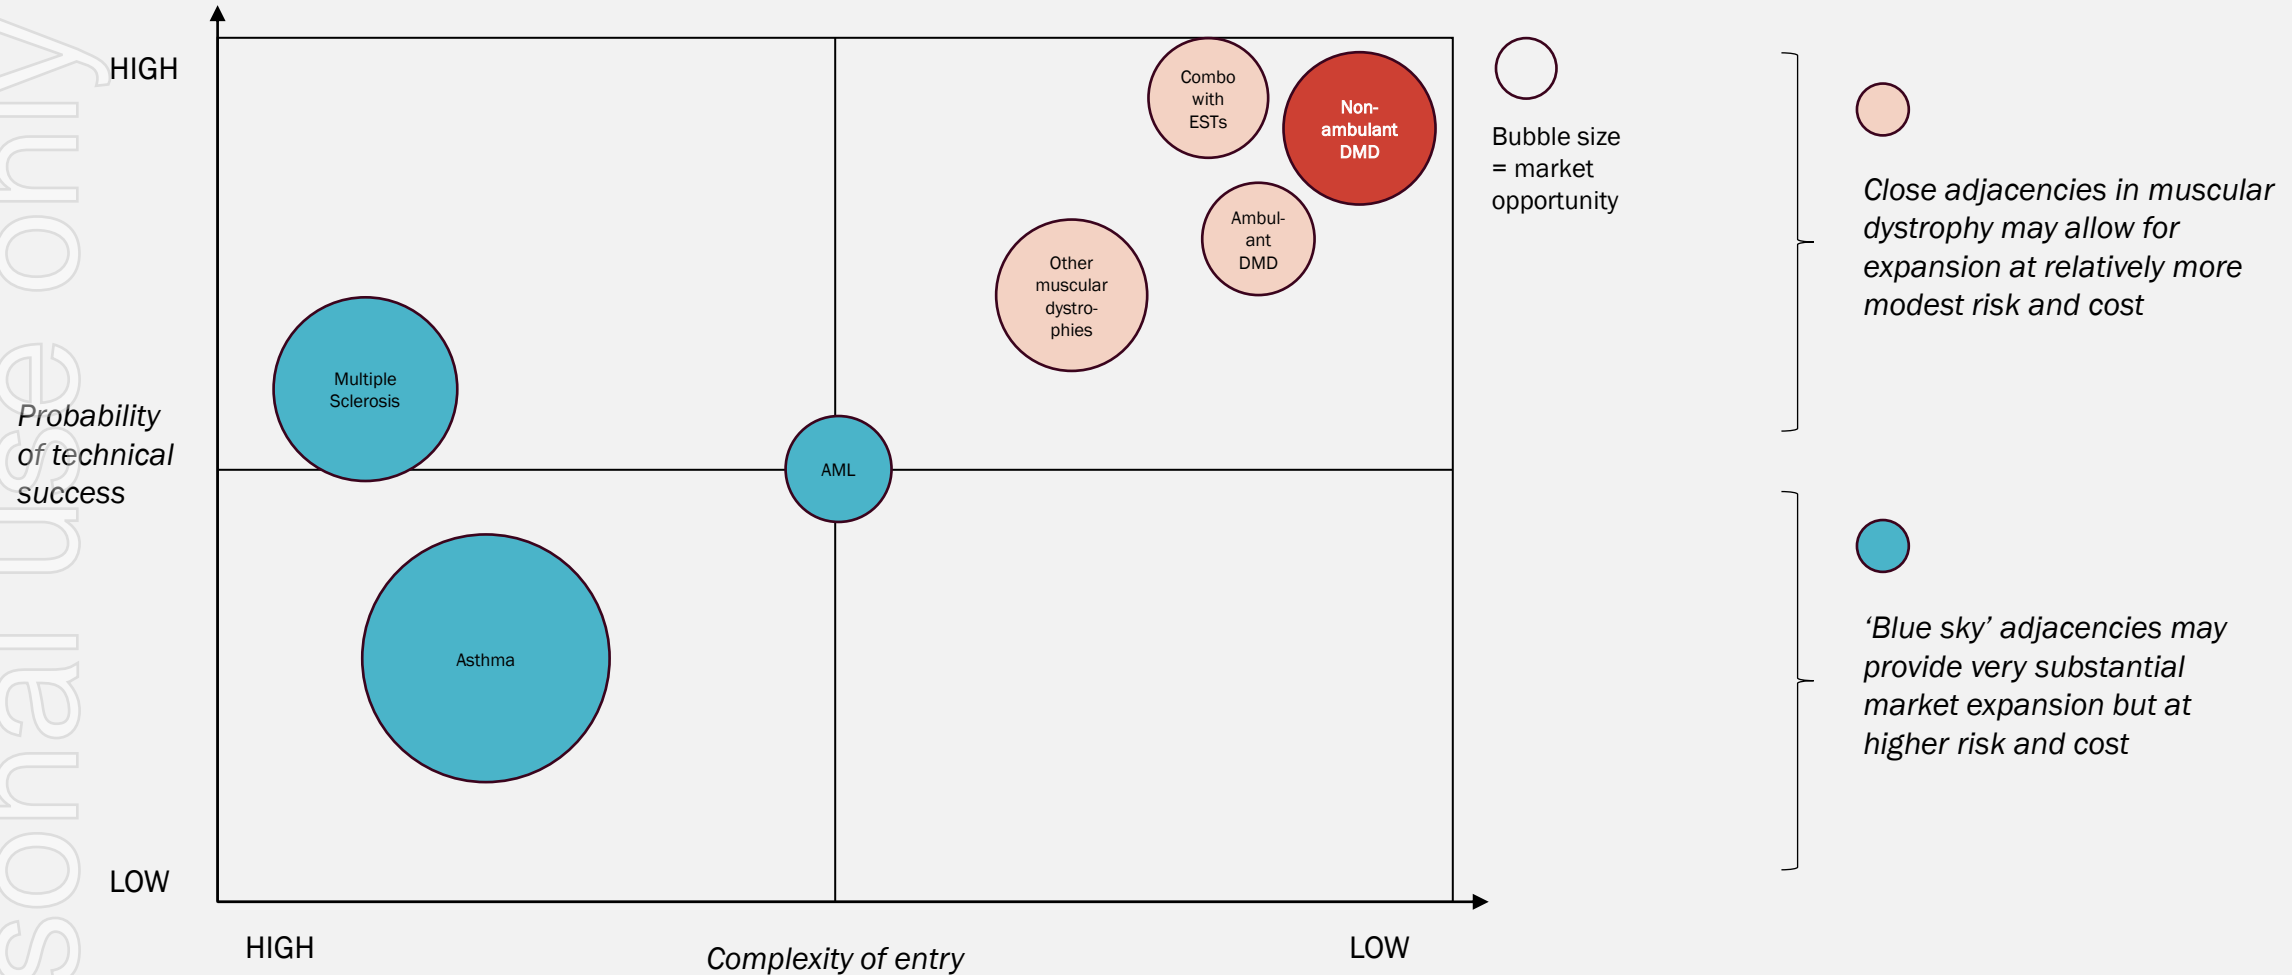 HIGH
Probability
of technical
success
LOW
Combo
with
ESTs
Non-
ambulant
DMD
Ambul-
ant
DMD
Other
muscular
dystro-
phies
Multiple
Sclerosis
AML
Asthma
HIGH
Complexity of entry
LOW
Bubble size
= market
opportunity
Close adjacencies in muscular
dystrophy may allow for
expansion at relatively more
modest risk and cost
‘Blue sky’ adjacencies may
provide very substantial
market expansion but at
higher risk and cost
sonal use only